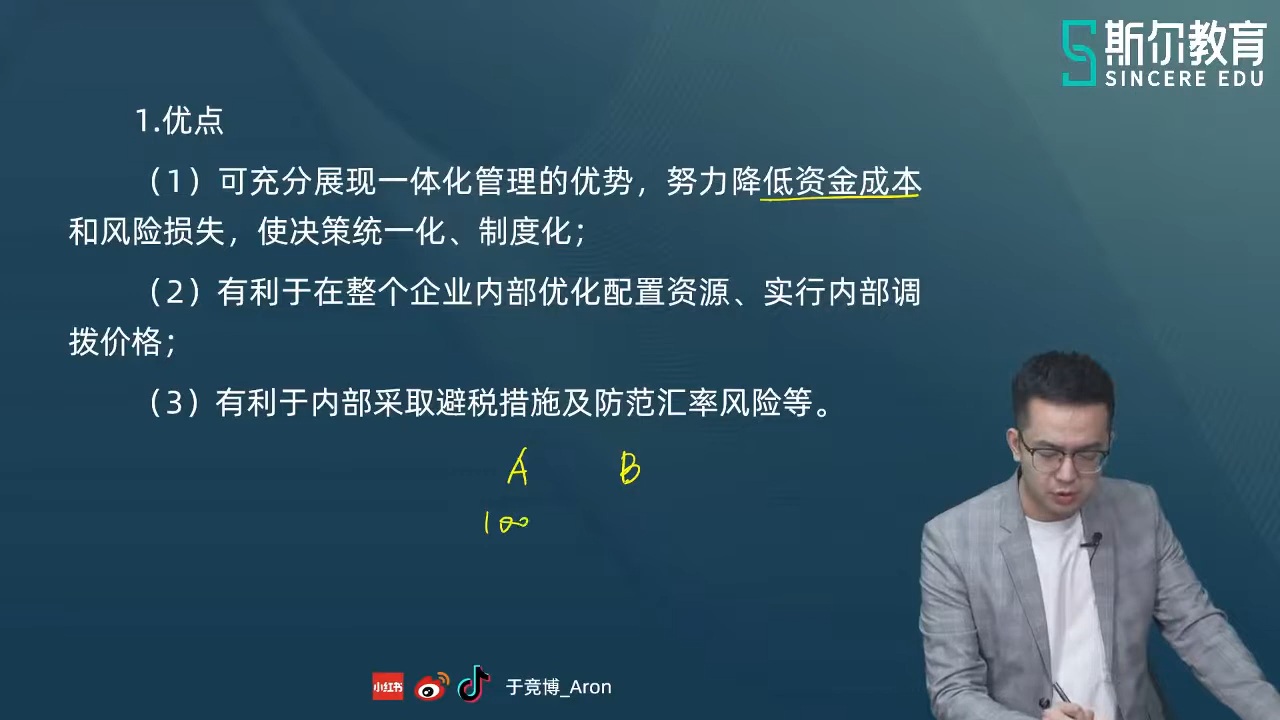 斯尔教育
SINCERE EDU
1.优点
（1）可充分展现一体化管理的优势，努力降低资金成本
和风险损失，使决策统一化、制度化；
（2）有利于在整个企业内部优化配置资源、实行内部调
拨价格；
（3）有利于内部采取避税措施及防范汇率风险等。
A B
100
小红书
于竞博_Aron